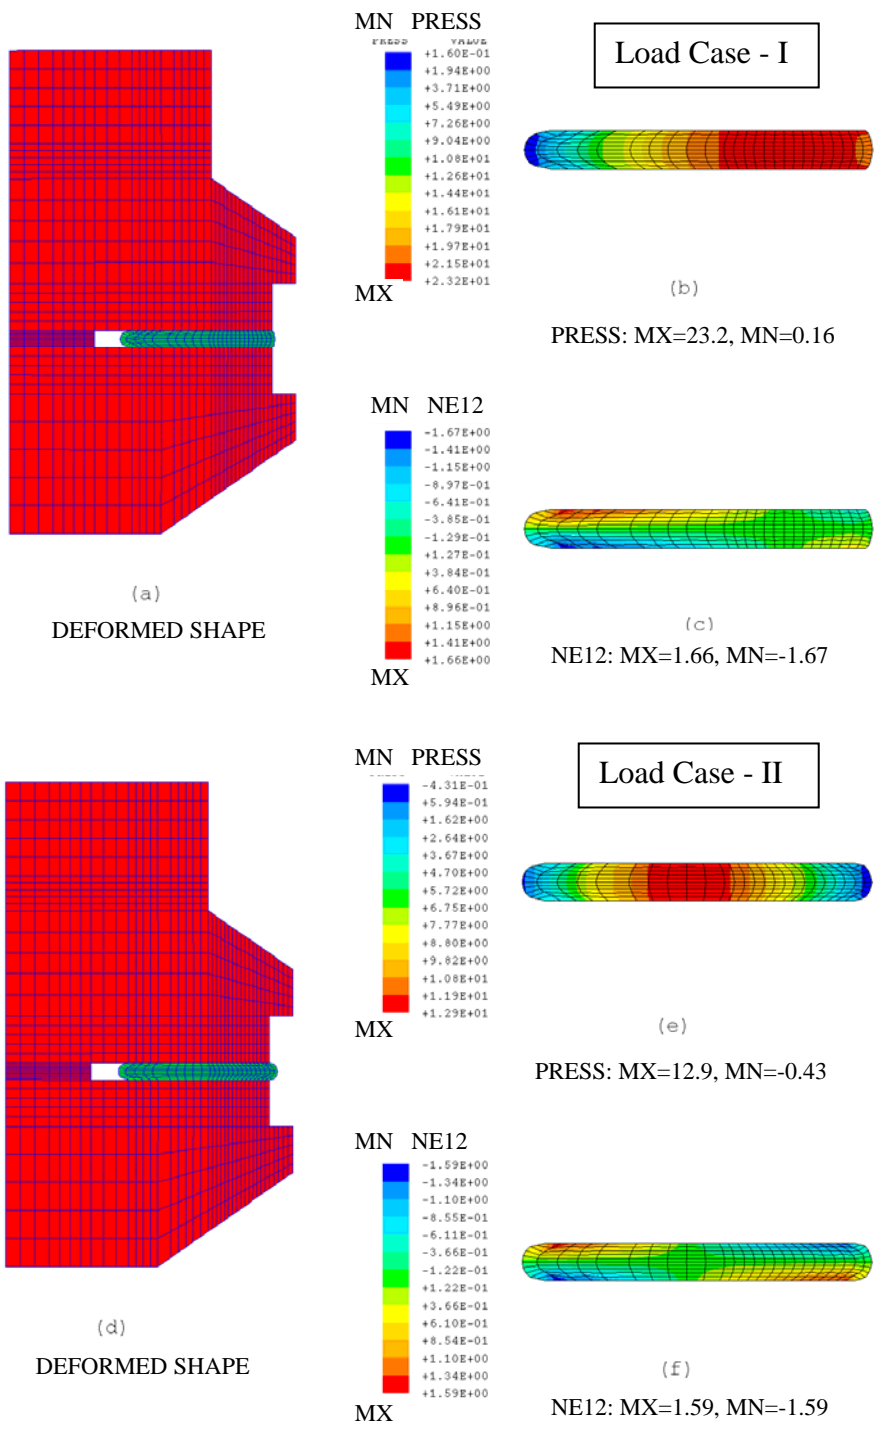 MN PRESS
PRESS VALUE
+1.60E-01
+1.94E+00
+3.71E+00
+5.49E+00
+7.26E+00
+9.04E+00
+1.08E+01
+1.26E+01
+1.44E+01
+1.61E+01
+1.79E+01
+1.97E+01
+2.15E+01
+2.32E+01
MX
Load Case - I
(b)
PRESS: MX=23.2, MN=0.16
(a)
DEFORMED SHAPE
MN NE12
-1.67E+00
-1.41E+00
-1.15E+00
-8.97E-01
-6.41E-01
-3.85E-01
-1.29E-01
+1.27E-01
+3.84E-01
+6.40E-01
+8.96E-01
+1.15E+00
+1.41E+00
+1.66E+00
MX
(c)
NE12: MX=1.66, MN=-1.67
MN PRESS
-4.31E-01
+5.94E-01
+1.62E+00
+2.64E+00
+3.67E+00
+4.70E+00
+5.72E+00
+6.75E+00
+7.77E+00
+8.80E+00
+9.82E+00
+1.08E+01
+1.19E+01
+1.29E+01
MX
Load Case - II
(e)
PRESS: MX=12.9, MN=-0.43
(d)
DEFORMED SHAPE
MN NE12
-1.59E+00
-1.34E+00
-1.10E+00
-8.55E-01
-6.11E-01
-3.66E-01
-1.22E-01
+1.22E-01
+3.66E-01
+6.10E-01
+8.54E-01
+1.10E+00
+1.34E+00
+1.59E+00
MX
(f)
NE12: MX=1.59, MN=-1.59